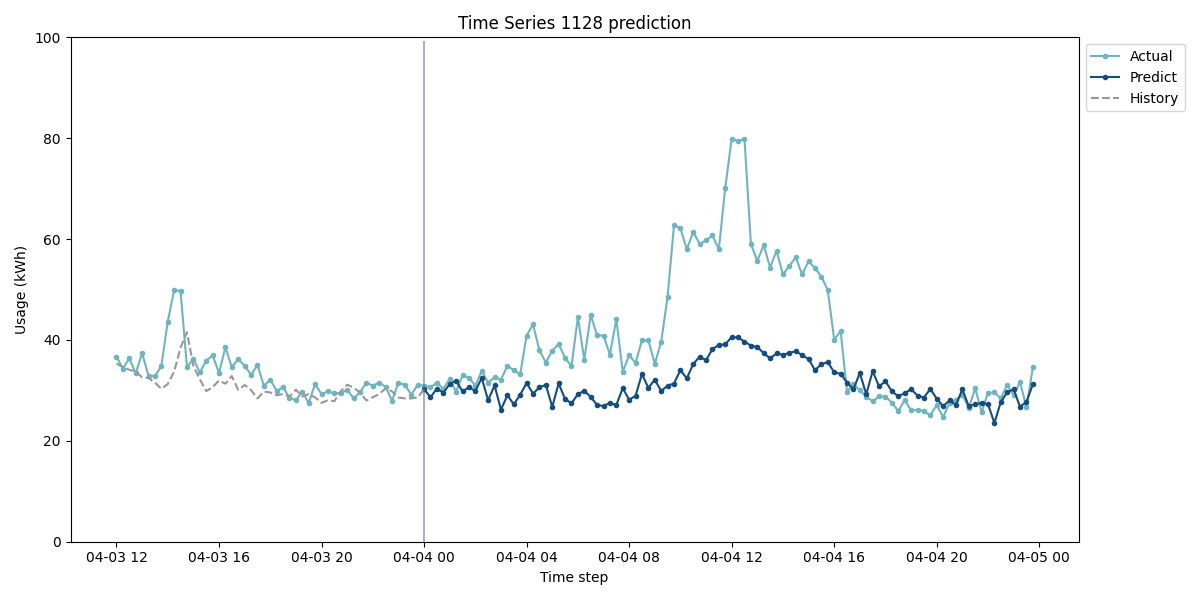 Time Series 1128 prediction
100
80
60
40
20
0
Usage (kWh)
04-03 12
04-03 16
04-03 20
04-04 00
04-04 04
04-04 08
04-04 12
04-04 16
04-04 20
04-05 00
Time step
Actual
Predict
History